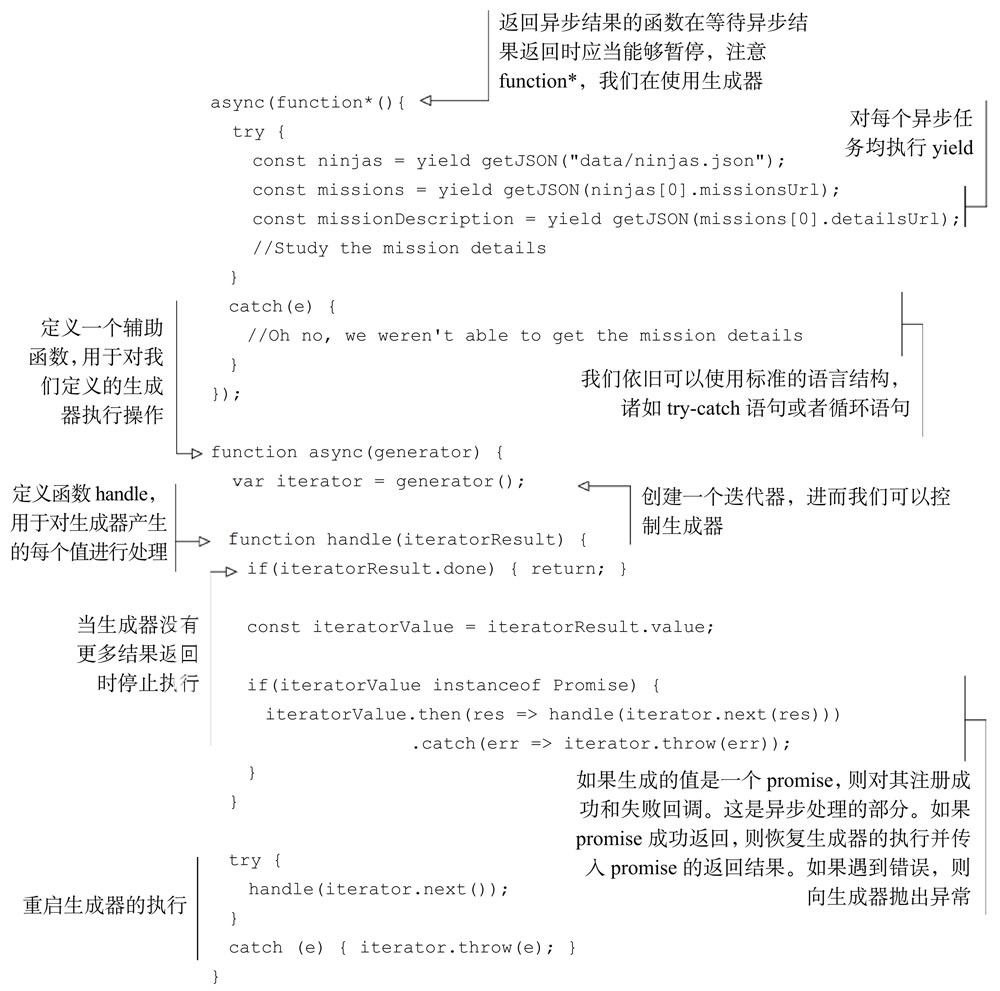 返回异步结果的函数在等待异步结
果返回时应当能够暂停，注意
function*，我们在使用生成器
async(function*(){
对每个异步任
务均执行 yield
try {
const ninjas = yield getJSON("data/ninjas.json");
const missions = yield getJSON(ninjas[0].missionsUrl);
const missionDescription = yield getJSON(missions[0].detailsUrl);
//Study the mission details
}
catch(e) {
//Oh no, we weren't able to get the mission details
}
});
我们依旧可以使用标准的语言结构，
诸如 try-catch 语句或者循环语句
定义一个辅助
函数，用于对我
们定义的生成
器执行操作
function async(generator) {
var iterator = generator();
创建一个迭代器，进而我们可以控
制生成器
定义函数 handle，
用于对生成器产生
的每个值进行处理
function handle(iteratorResult) {
if(iteratorResult.done) { return; }
当生成器没有
更多结果返回
时停止执行
const iteratorValue = iteratorResult.value;
if(iteratorValue instanceof Promise) {
iteratorValue.then(res => handle(iterator.next(res)))
.catch(err => iterator.throw(err));
}
}
如果生成的值是一个 promise，则对其注册成
功和失败回调。这是异步处理的部分。如果
promise 成功返回，则恢复生成器的执行并传
入 promise 的返回结果。如果遇到错误，则
向生成器抛出异常
重启生成器的执行
try {
handle(iterator.next());
}
catch (e) { iterator.throw(e); }
}